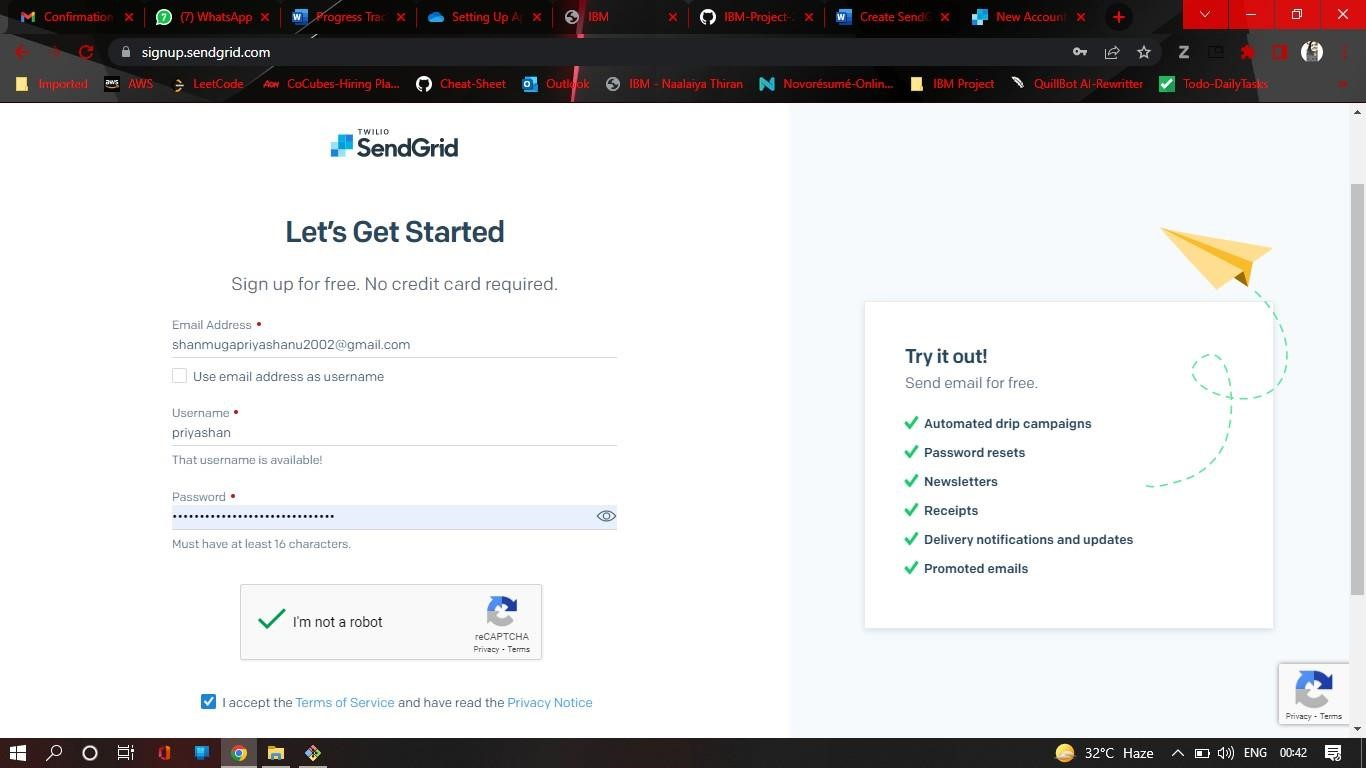 Confirmation
(7) WhatsApp
Progress Trac
Setting Up A
IBM
IBM-Project-
Create SendG
New Account
signup.sendgrid.com
Z
Imported
aws
AWS
LeetCode
Aon
CoCubes-Hiring Pla...
Cheat-Sheet
Outlook
IBM - Naalaiya Thiran
Novorésumé-Onlin...
IBM Project
QuillBot AI-Rewritter
Todo-DailyTasks
»
TWILIO
SendGrid
Let's Get Started
Sign up for free. No credit card required.
Email Address •
shanmugapriyashanu2002@gmail.com
Use email address as username
Username •
priyashan
That username is available!
Password •
••••••••••••••••••••••••••••••
Must have at least 16 characters.
I'm not a robot
reCAPTCHA
Privacy - Terms
I accept the Terms of Service and have read the Privacy Notice
Try it out!
Send email for free.
Automated drip campaigns
Password resets
Newsletters
Receipts
Delivery notifications and updates
Promoted emails
Privacy - Terms
32°C Haze
ENG
00:42